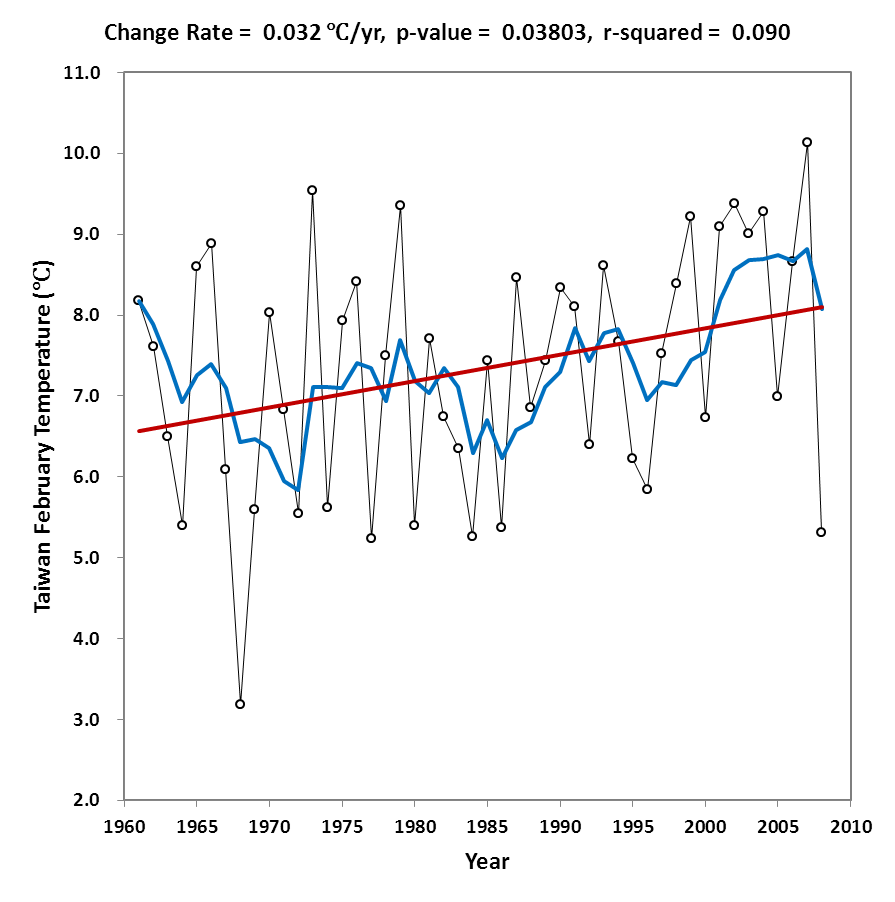 Change Rate = 0.032 ℃/yr, p-value = 0.03803, r-squared = 0.090
11.0
10.0
9.0
8.0
7.0
6.0
5.0
4.0
3.0
2.0
Taiwan February Temperature (℃)
1960 1965 1970 1975 1980 1985 1990 1995 2000 2005 2010
Year